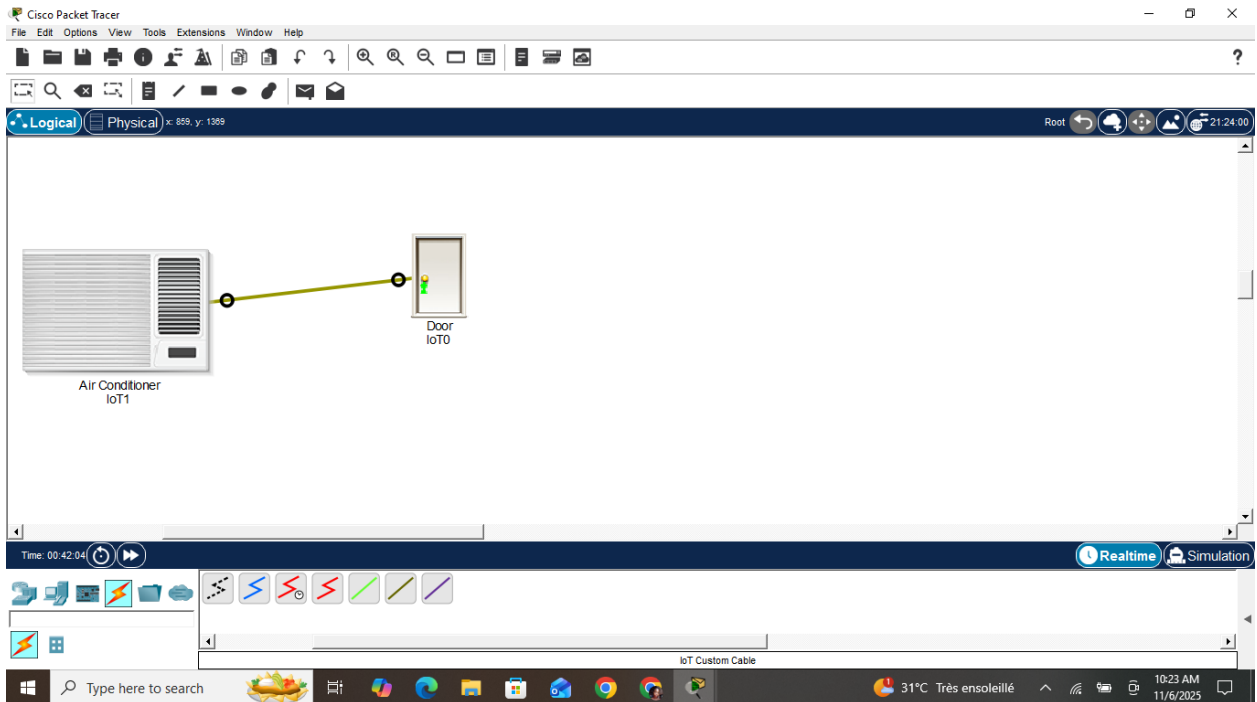 Cisco Packet Tracer
File Edit Options View Tools Extensions Window Help
?
Logical Physical x: 859, y: 1369 Root 21:24:00
Door
IoT0
Air Conditioner
IoT1
Time: 00:42:04 Realtime Simulation
IoT Custom Cable
Type here to search 31°C Très ensoleillé 10:23 AM
11/6/2025